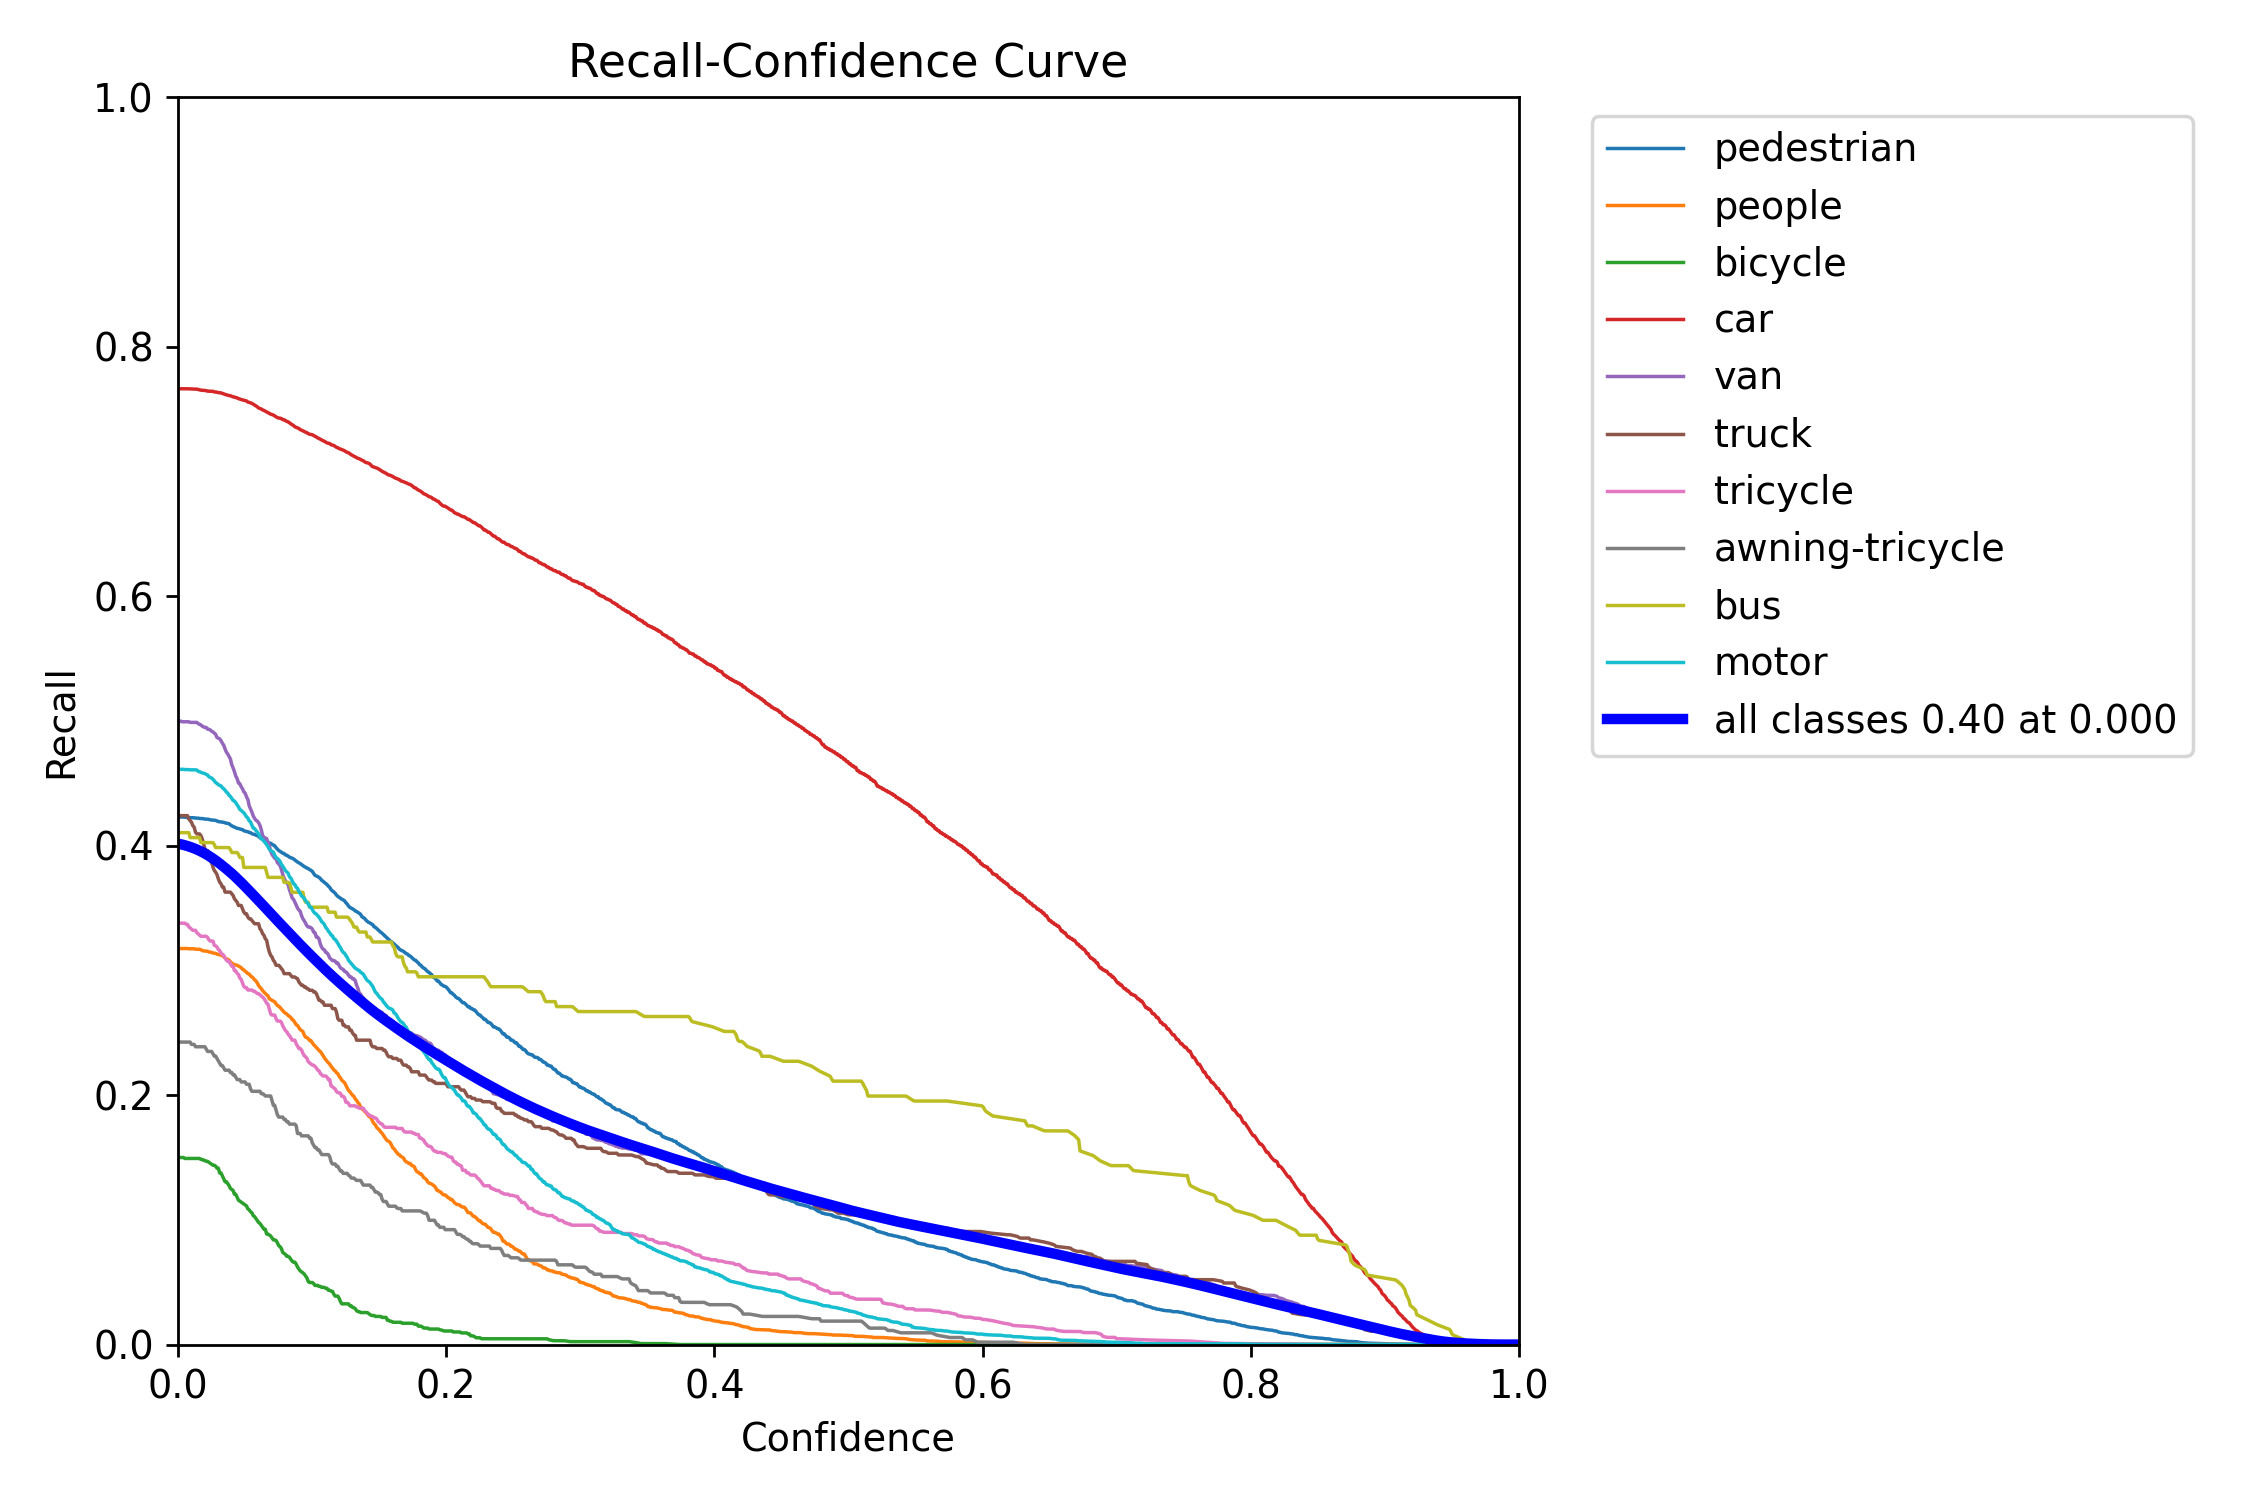 Recall-Confidence Curve
1.0
0.8
0.6
0.4
0.2
0.0
Recall
0.0 0.2 0.4 0.6 0.8 1.0
Confidence
pedestrian
people
bicycle
car
van
truck
tricycle
awning-tricycle
bus
motor
all classes 0.40 at 0.000